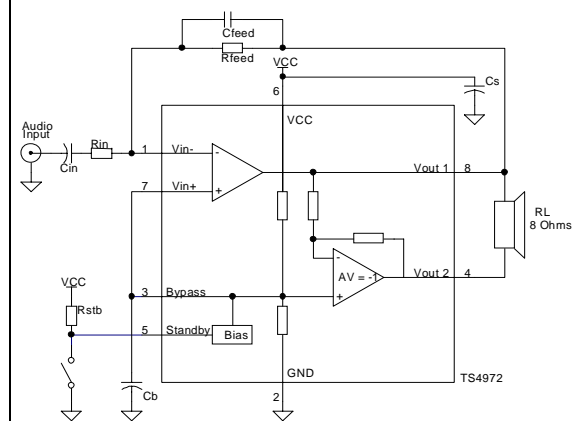 Cfeed
Rfeed
VCC
Cs
6
VCC
Audio
Input
Rin
Cin
1
Vin-
-
7
Vin+
+
Vout 1
8
RL
8 Ohms
-
AV = -1
+
Vout 2
4
VCC
Rstb
3
Bypass
5
Standby
Bias
Cb
GND
2
TS4972